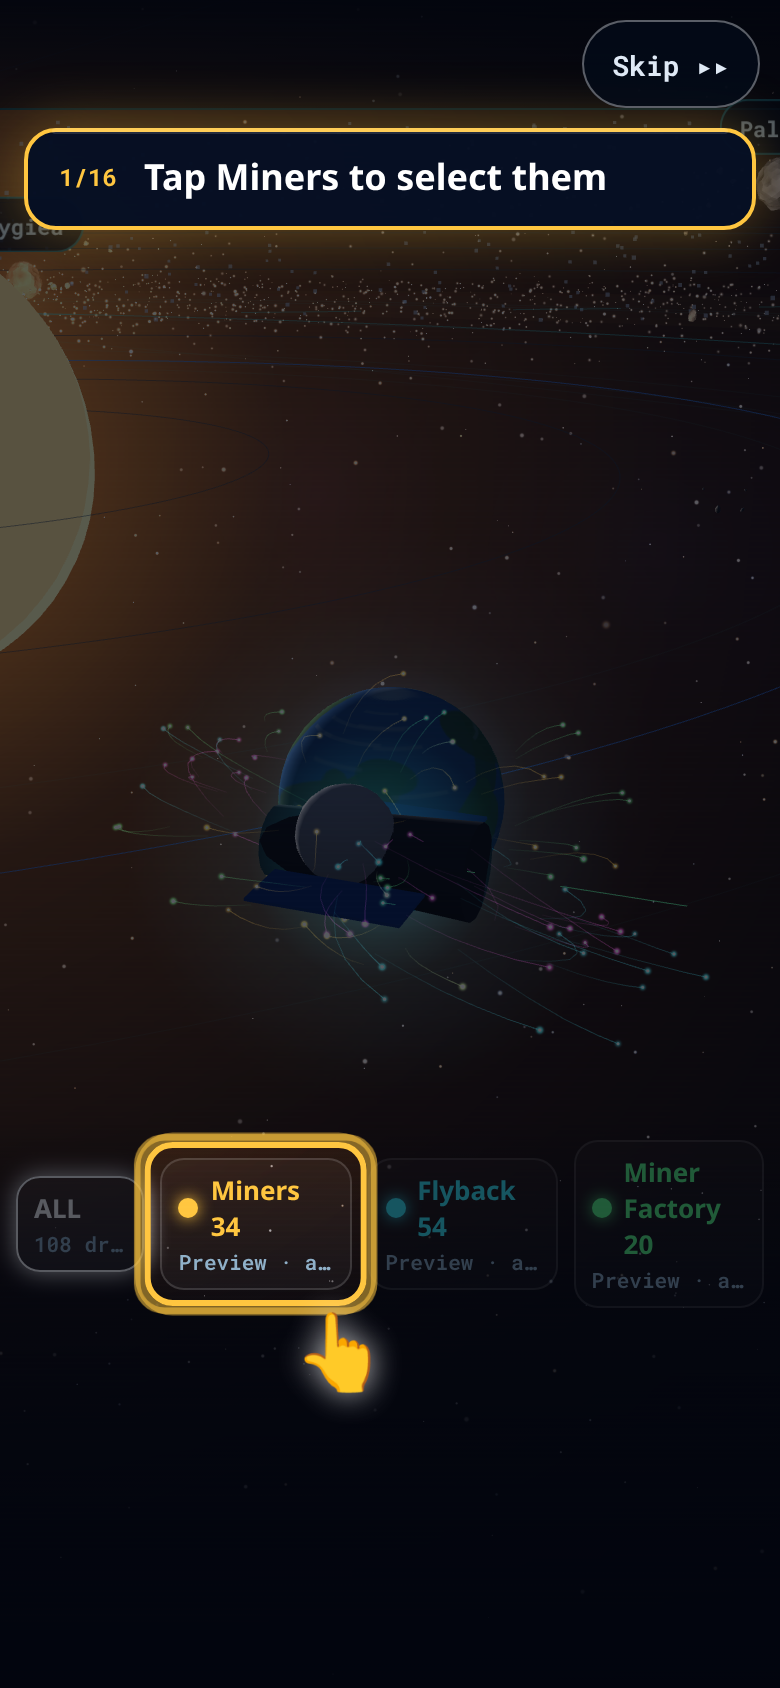 Skip ▸▸
Pal
1/16 Tap Miners to select them
ygiea
ALL
108 dr…
Miners
34
Preview · a…
Flyback
54
Preview · a…
Miner
Factory
20
Preview · a…